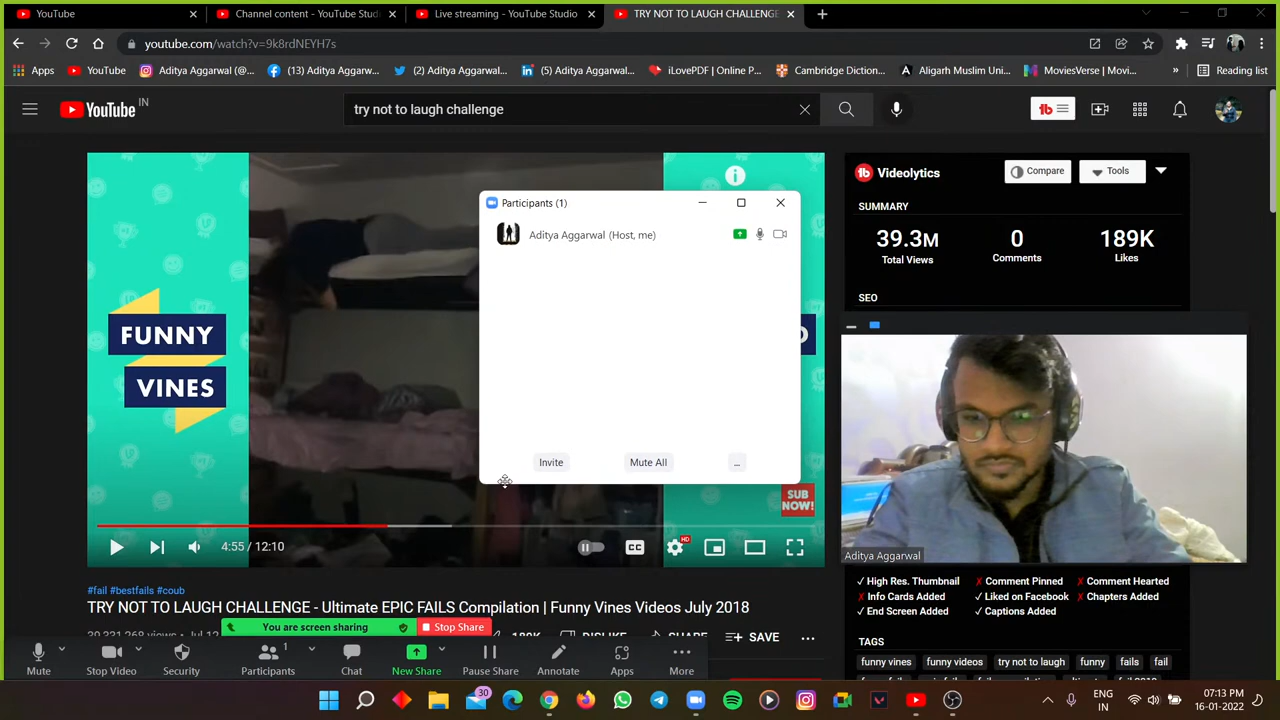 YouTube
Channel content - YouTube Studi
Live streaming - YouTube Studio
TRY NOT TO LAUGH CHALLENGE
youtube.com/watch?v=9k8rdNEYH7s
Apps
YouTube
Aditya Aggarwal (@...
(13) Aditya Aggarw...
(2) Aditya Aggarwal...
(5) Aditya Aggarwal...
iLovePDF | Online P...
Cambridge Diction...
Aligarh Muslim Uni...
MoviesVerse | Movi...
»
Reading list
YouTube IN
try not to laugh challenge
FUNNY
VINES
SUB
NOW!
4:55 / 12:10
CC
HD
Participants (1)
Aditya Aggarwal (Host, me)
Invite
Mute All
...
Videolytics
Compare
Tools
SUMMARY
39.3M
Total Views
0
Comments
189K
Likes
SEO
Aditya Aggarwal
✓ High Res. Thumbnail
✗ Comment Pinned
✗ Comment Hearted
✗ Info Cards Added
✓ Liked on Facebook
✗ Chapters Added
✓ End Screen Added
✓ Captions Added
TAGS
funny vines
funny videos
try not to laugh
funny
fails
fail
#fail #bestfails #coub
TRY NOT TO LAUGH CHALLENGE - Ultimate EPIC FAILS Compilation | Funny Vines Videos July 2018
You are screen sharing
Stop Share
SAVE
Mute
Stop Video
Security
Participants
1
Chat
New Share
Pause Share
Annotate
Apps
More
30
ENG
IN
07:13 PM
16-01-2022